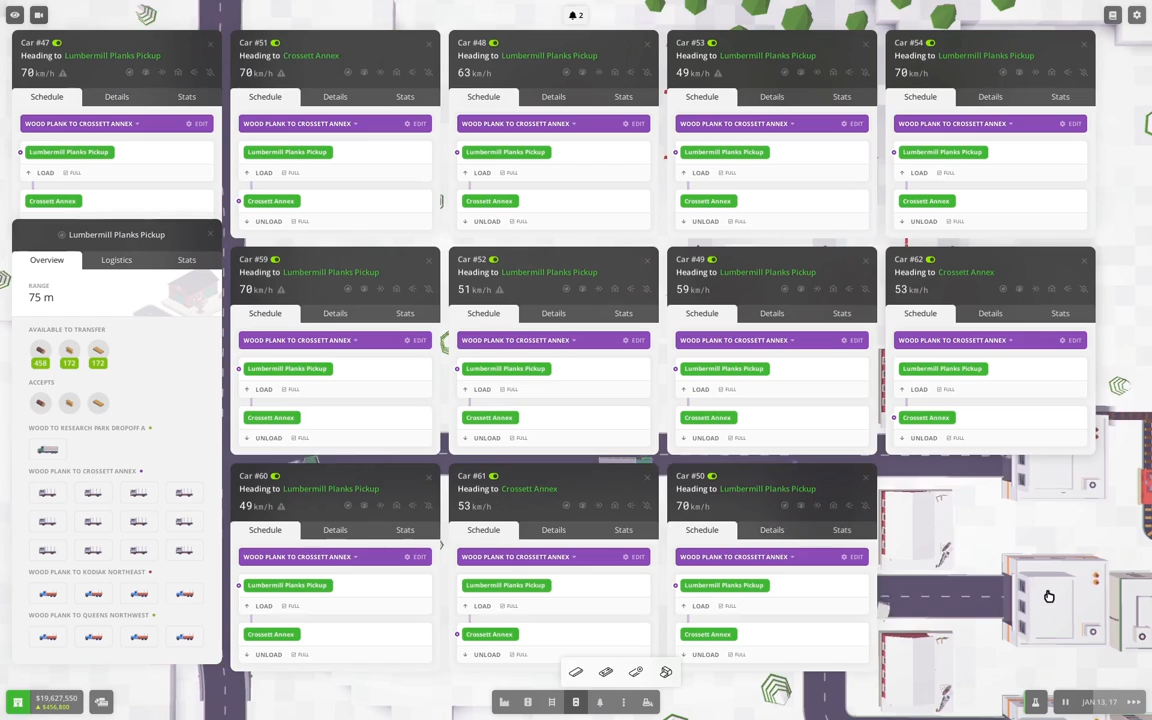 2
Car #47
Heading to Lumbermill Planks Pickup
70 km/h
Schedule Details Stats
WOOD PLANK TO CROSSETT ANNEX EDIT
Lumbermill Planks Pickup
LOAD FULL
Crossett Annex
Car #51
Heading to Crossett Annex
70 km/h
Schedule Details Stats
WOOD PLANK TO CROSSETT ANNEX EDIT
Lumbermill Planks Pickup
LOAD FULL
Crossett Annex
UNLOAD FULL
Car #48
Heading to Lumbermill Planks Pickup
63 km/h
Schedule Details Stats
WOOD PLANK TO CROSSETT ANNEX EDIT
Lumbermill Planks Pickup
LOAD FULL
Crossett Annex
UNLOAD FULL
Car #53
Heading to Lumbermill Planks Pickup
49 km/h
Schedule Details Stats
WOOD PLANK TO CROSSETT ANNEX EDIT
Lumbermill Planks Pickup
LOAD FULL
Crossett Annex
UNLOAD FULL
Car #54
Heading to Lumbermill Planks Pickup
70 km/h
Schedule Details Stats
WOOD PLANK TO CROSSETT ANNEX EDIT
Lumbermill Planks Pickup
LOAD FULL
Crossett Annex
UNLOAD FULL
Lumbermill Planks Pickup
Overview Logistics Stats
RANGE
75 m
AVAILABLE TO TRANSFER
458 172 172
ACCEPTS
WOOD TO RESEARCH PARK DROPOFF A
WOOD PLANK TO CROSSETT ANNEX
WOOD PLANK TO KODIAK NORTHEAST
WOOD PLANK TO QUEENS NORTHWEST
Car #59
Heading to Lumbermill Planks Pickup
70 km/h
Schedule Details Stats
WOOD PLANK TO CROSSETT ANNEX EDIT
Lumbermill Planks Pickup
LOAD FULL
Crossett Annex
UNLOAD FULL
Car #52
Heading to Lumbermill Planks Pickup
51 km/h
Schedule Details Stats
WOOD PLANK TO CROSSETT ANNEX EDIT
Lumbermill Planks Pickup
LOAD FULL
Crossett Annex
UNLOAD FULL
Car #49
Heading to Lumbermill Planks Pickup
59 km/h
Schedule Details Stats
WOOD PLANK TO CROSSETT ANNEX EDIT
Lumbermill Planks Pickup
LOAD FULL
Crossett Annex
UNLOAD FULL
Car #62
Heading to Crossett Annex
53 km/h
Schedule Details Stats
WOOD PLANK TO CROSSETT ANNEX EDIT
Lumbermill Planks Pickup
LOAD FULL
Crossett Annex
UNLOAD FULL
Car #60
Heading to Lumbermill Planks Pickup
49 km/h
Schedule Details Stats
WOOD PLANK TO CROSSETT ANNEX EDIT
Lumbermill Planks Pickup
LOAD FULL
Crossett Annex
UNLOAD FULL
Car #61
Heading to Crossett Annex
53 km/h
Schedule Details Stats
WOOD PLANK TO CROSSETT ANNEX EDIT
Lumbermill Planks Pickup
LOAD FULL
Crossett Annex
UNLOAD FULL
Car #50
Heading to Lumbermill Planks Pickup
70 km/h
Schedule Details Stats
WOOD PLANK TO CROSSETT ANNEX EDIT
Lumbermill Planks Pickup
LOAD FULL
Crossett Annex
UNLOAD FULL
$19,627,550
▲ $456,800
JAN 13, 17